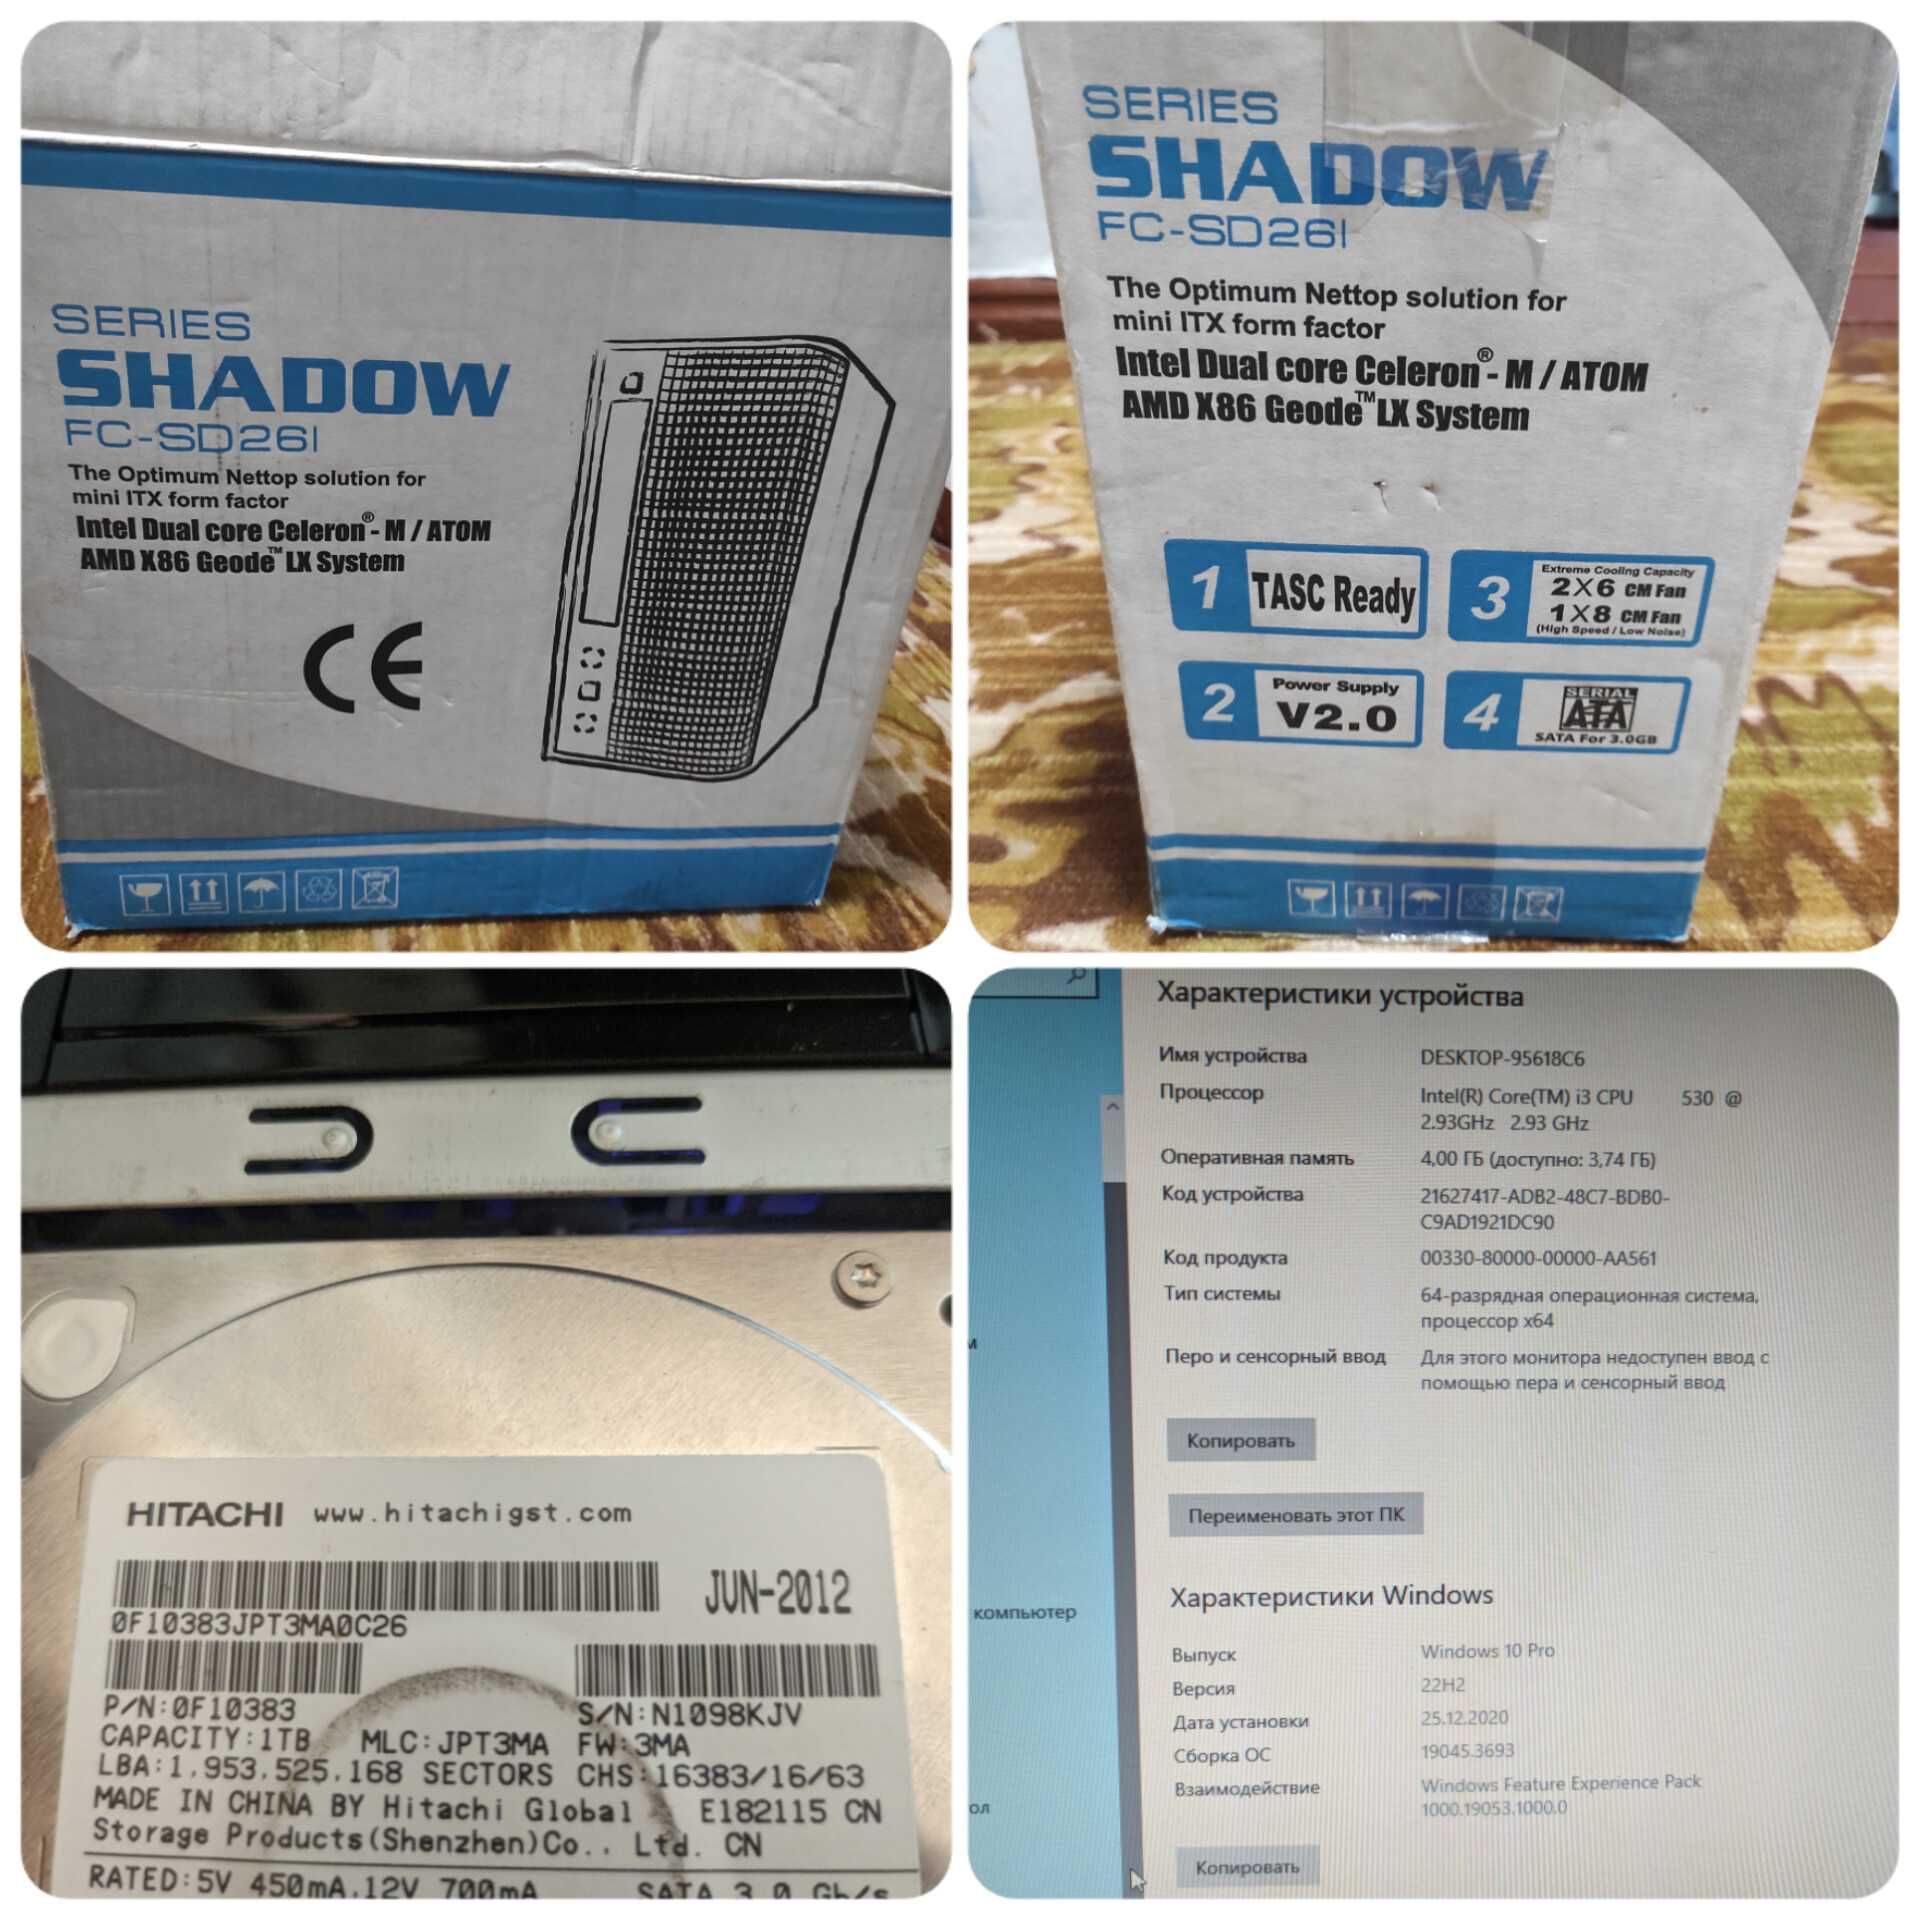 SERIES
SHADOW
FC-SD26I
The Optimum Nettop solution for
mini ITX form factor
Intel Dual core Celeron®- M / ATOM
AMD X86 Geode™ LX System
CE
SERIES
SHADOW
FC-SD26I
The Optimum Nettop solution for
mini ITX form factor
Intel Dual core Celeron®- M / ATOM
AMD X86 Geode™ LX System
1 TASC Ready
3 Extreme Cooling Capacity
2X6 CM Fan
1X8 CM Fan
(High Speed / Low Noise)
2 Power Supply
V2.0
4 SERIAL
ATA
SATA For 3.0GB
HITACHI www.hitachigst.com
JUN-2012
0F10383JPT3MA0C26
P/N:0F10383 S/N:N1098KJV
CAPACITY:1TB MLC:JPT3MA FW:3MA
LBA:1,953,525,168 SECTORS CHS:16383/16/63
MADE IN CHINA BY Hitachi Global E182115 CN
Storage Products(Shenzhen)Co., Ltd. CN
RATED:5V 450mA,12V 700mA SATA 3.0 Gb/s
Характеристики устройства
Имя устройства DESKTOP-95618C6
Процессор Intel(R) Core(TM) i3 CPU 530 @
2.93GHz 2.93 GHz
Оперативная память 4,00 ГБ (доступно: 3,74 ГБ)
Код устройства 21627417-ADB2-48C7-BDB0-
C9AD1921DC90
Код продукта 00330-80000-00000-AA561
Тип системы 64-разрядная операционная система,
процессор x64
Перо и сенсорный ввод Для этого монитора недоступен ввод с
помощью пера и сенсорный ввод
Копировать
Переименовать этот ПК
Характеристики Windows
компьютер
Выпуск Windows 10 Pro
Версия 22H2
Дата установки 25.12.2020
Сборка ОС 19045.3693
Взаимодействие Windows Feature Experience Pack
1000.19053.1000.0
Копировать